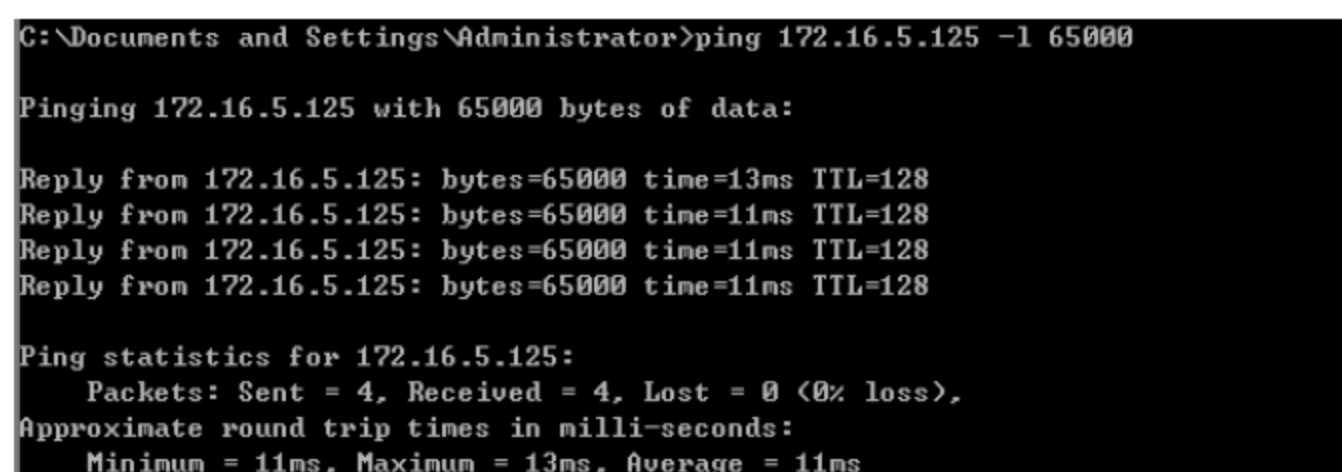 C:\Documents and Settings\Administrator>ping 172.16.5.125 -l 65000
Pinging 172.16.5.125 with 65000 bytes of data:
Reply from 172.16.5.125: bytes=65000 time=13ms TTL=128
Reply from 172.16.5.125: bytes=65000 time=11ms TTL=128
Reply from 172.16.5.125: bytes=65000 time=11ms TTL=128
Reply from 172.16.5.125: bytes=65000 time=11ms TTL=128
Ping statistics for 172.16.5.125:
Packets: Sent = 4, Received = 4, Lost = 0 (0% loss),
Approximate round trip times in milli-seconds:
Minimum = 11ms, Maximum = 13ms, Average = 11ms